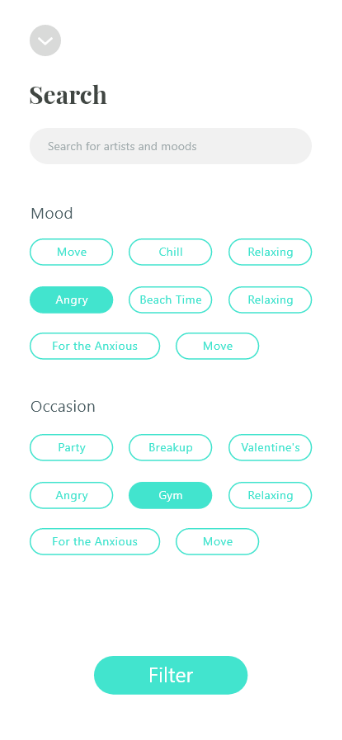 Search
Search for artists and moods
Mood
Move Chill Relaxing
Angry Beach Time Relaxing
For the Anxious Move
Occasion
Party Breakup Valentine's
Angry Gym Relaxing
For the Anxious Move
Filter